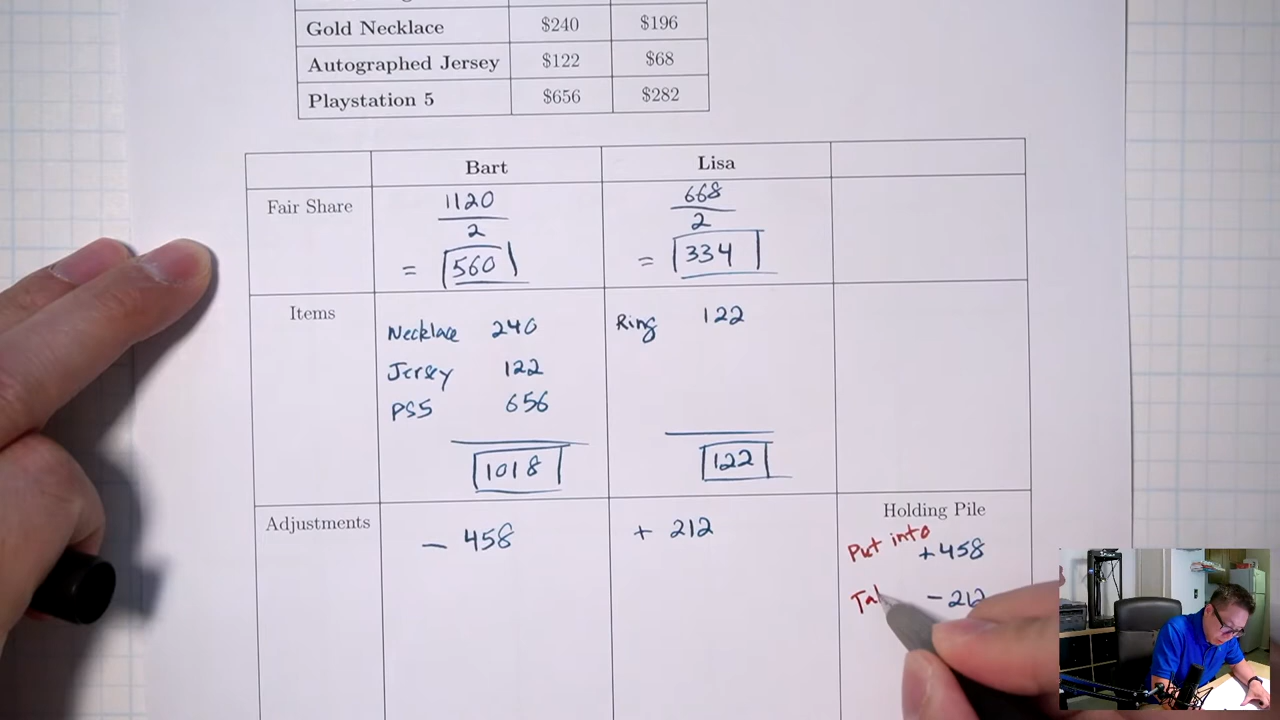 Gold Necklace $240 $196
Autographed Jersey $122 $68
Playstation 5 $656 $282
Bart Lisa
Fair Share 1120 668
2 2
= 560 = 334
Items Necklace 240 Ring 122
Jersey 122
PS5 656
1018 122
Adjustments - 458 + 212 Holding Pile
Put into +458
- 212